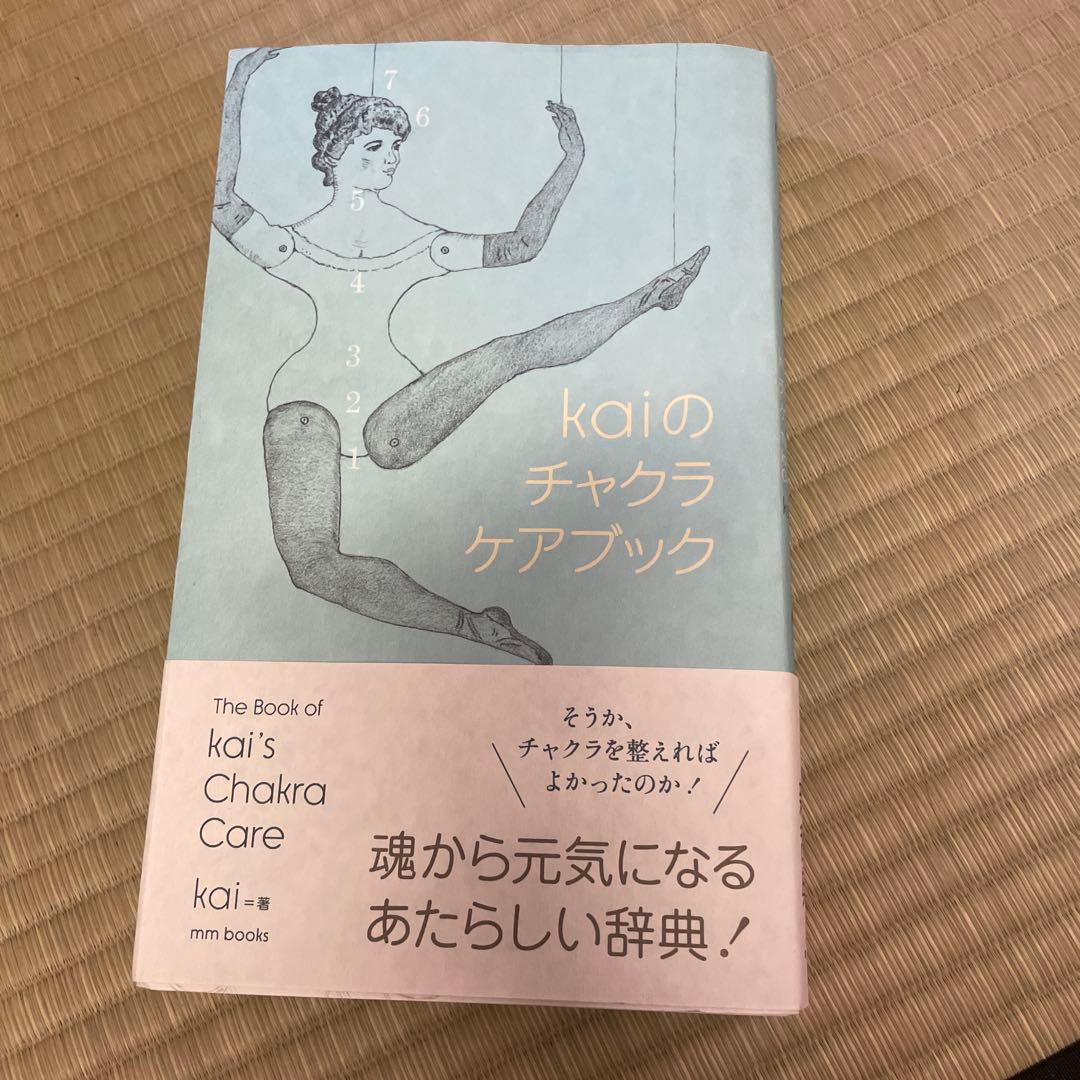 7
6
5
4
3
2
1
kaiの
チャクラ
ケアブック
The Book of
kai's
Chakra
Care
kai=著
mm books
そうか、
チャクラを整えれば
よかったのか!
魂から元気になる
あたらしい辞典!